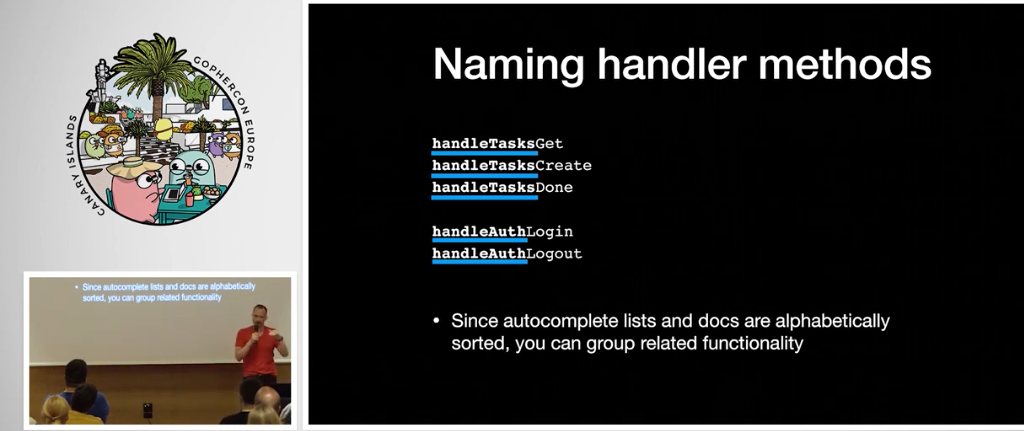 GOPHERCON EUROPE
CANARY ISLANDS
• Since autocomplete lists and docs are alphabetically
sorted, you can group related functionality
Naming handler methods
handleTasksGet
handleTasksCreate
handleTasksDone
handleAuthLogin
handleAuthLogout
• Since autocomplete lists and docs are alphabetically
sorted, you can group related functionality